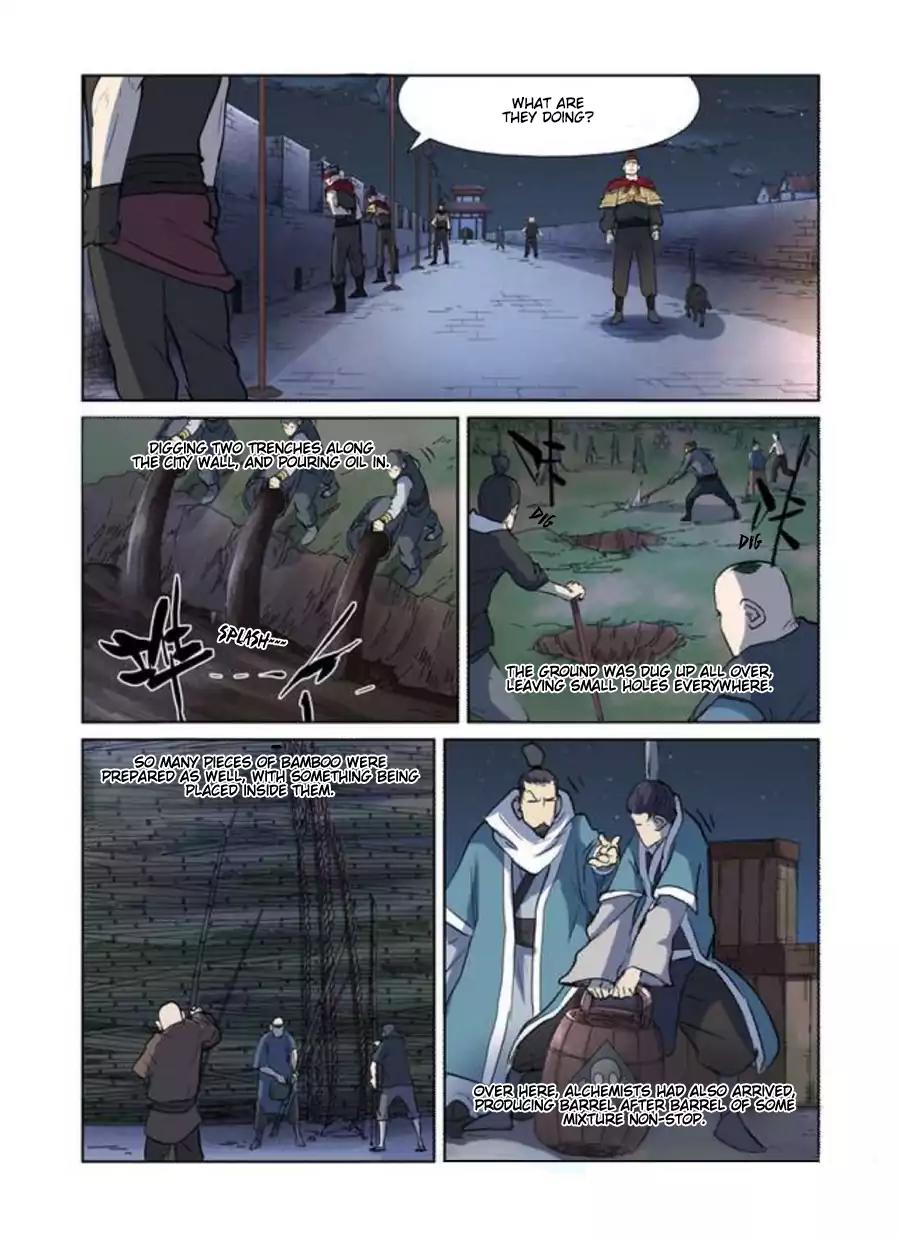 WHAT ARE
THEY DOING?
DIGGING TWO TRENCHES ALONG
THE CITY WALL, AND POURING OIL IN.
SPLASH~~~
DIG
DIG
THE GROUND WAS DUG UP ALL OVER,
LEAVING SMALL HOLES EVERYWHERE.
SO MANY PIECES OF BAMBOO WERE
PREPARED AS WELL, WITH SOMETHING BEING
PLACED INSIDE THEM.
OVER HERE, ALCHEMISTS HAD ALSO ARRIVED,
PRODUCING BARREL AFTER BARREL OF SOME
MIXTURE NON-STOP.